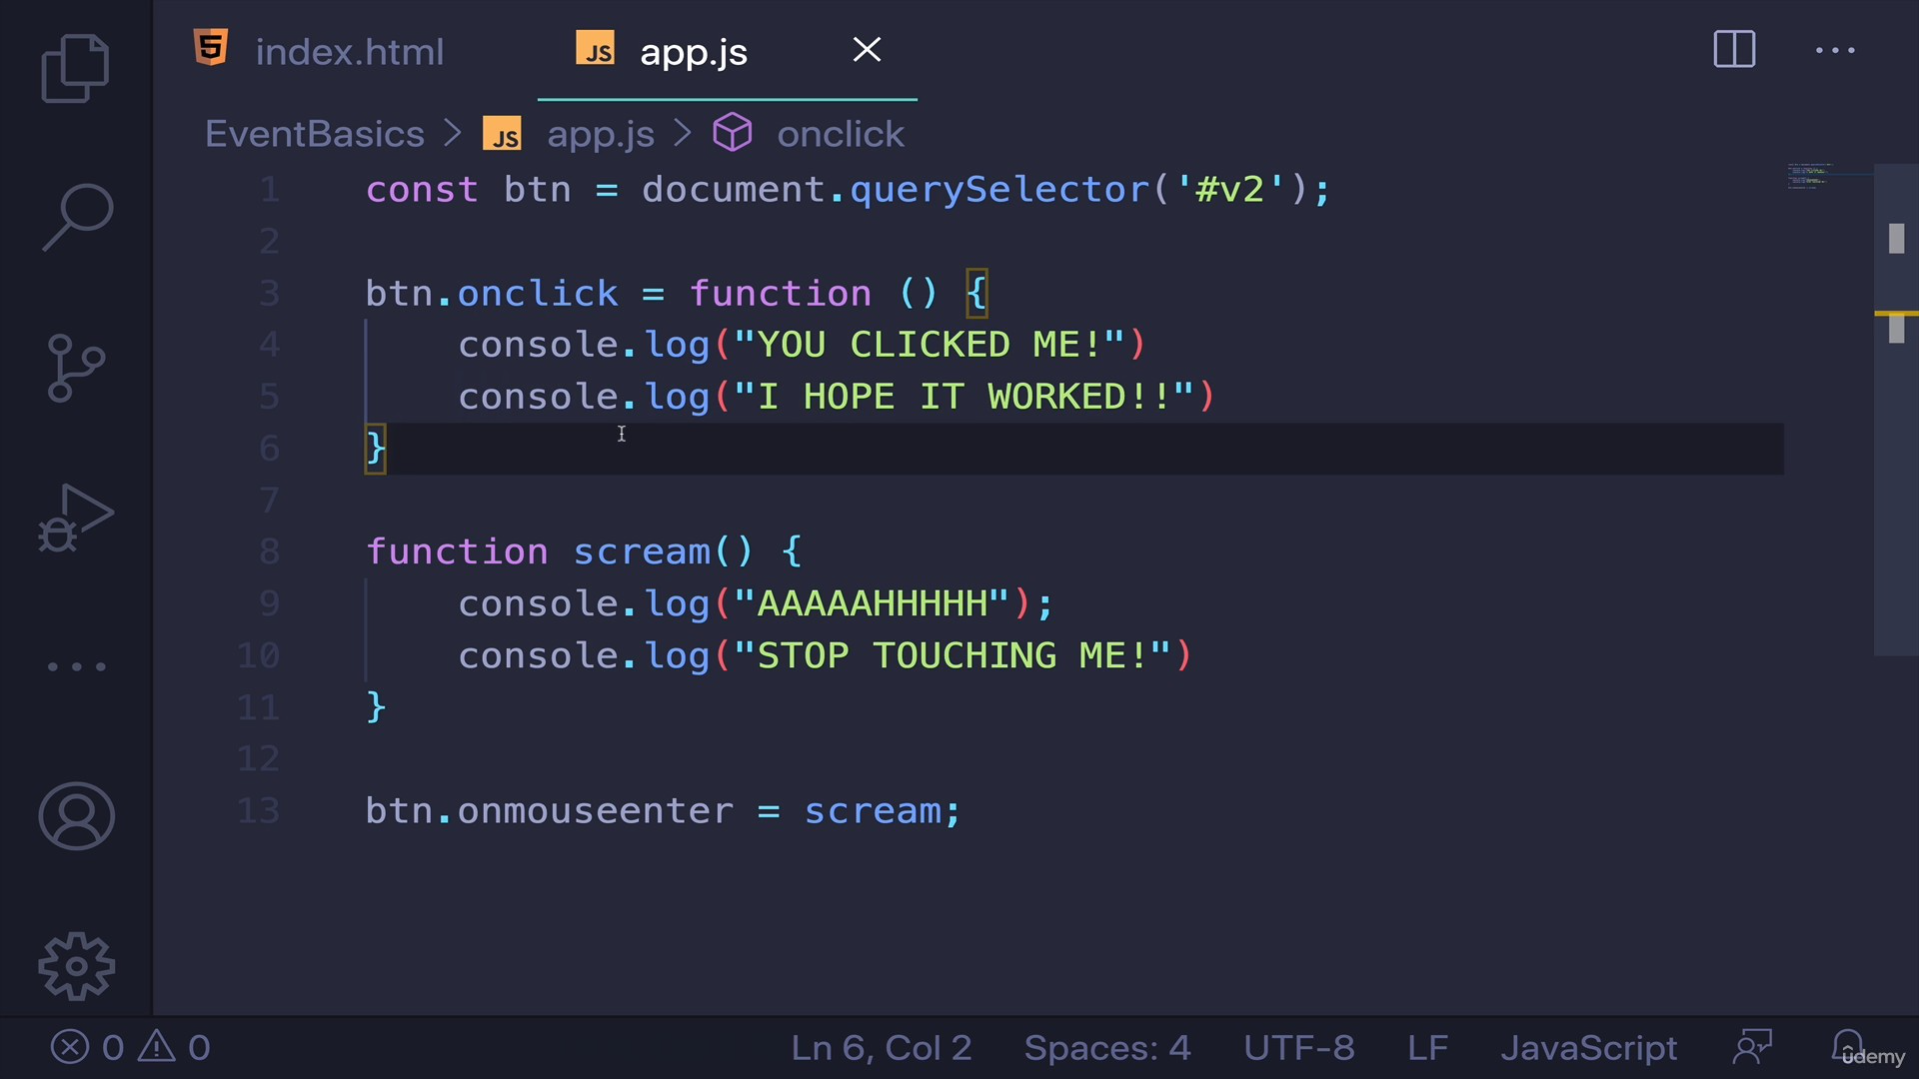 index.html
JS app.js
EventBasics > JS app.js > onclick
1 const btn = document.querySelector('#v2');
2
3 btn.onclick = function () {
4 console.log("YOU CLICKED ME!")
5 console.log("I HOPE IT WORKED!!")
6 }
7
8 function scream() {
9 console.log("AAAAAHHHHH");
10 console.log("STOP TOUCHING ME!")
11 }
12
13 btn.onmouseenter = scream;
0 0 Ln 6, Col 2 Spaces: 4 UTF-8 LF JavaScript
udemy